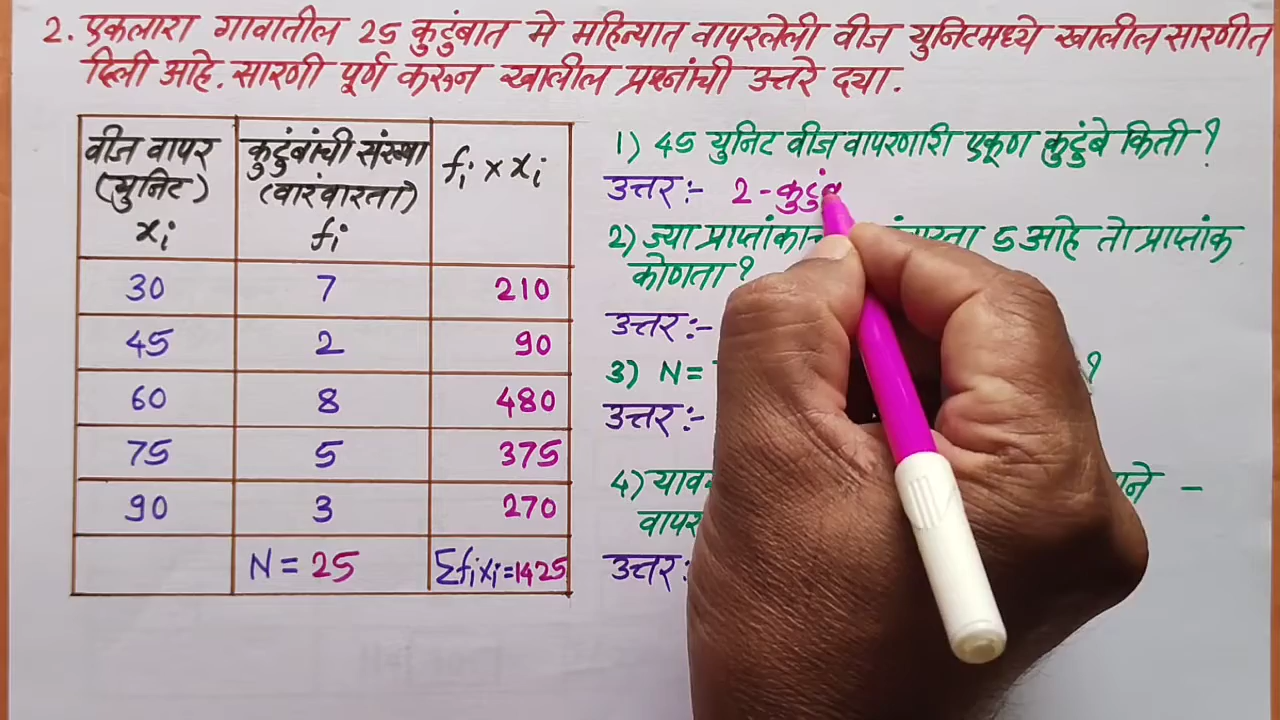 2. एकलारा गावातील 25 कुटुंबात मे महिन्यात वापरलेली वीज युनिटमध्ये खालील सारणीत
दिली आहे. सारणी पूर्ण करून खालील प्रश्नांची उत्तरे द्या.
वीज वापर (युनिट) xi
कुटुंबांची संख्या (वारंवारता) fi
fi × xi
30 7 210
45 2 90
60 8 480
75 5 375
90 3 270
N = 25 Σfixi=1425
1) 45 युनिट वीज वापरणारी एकूण कुटुंबे किती ?
उत्तर :- 2 - कुटुंब
2) ज्या प्राप्तांका 5 आहे तो प्राप्तांक
कोणता ?
उत्तर :-
3) N = ?
उत्तर :-
4) –
वापर
उत्तर :